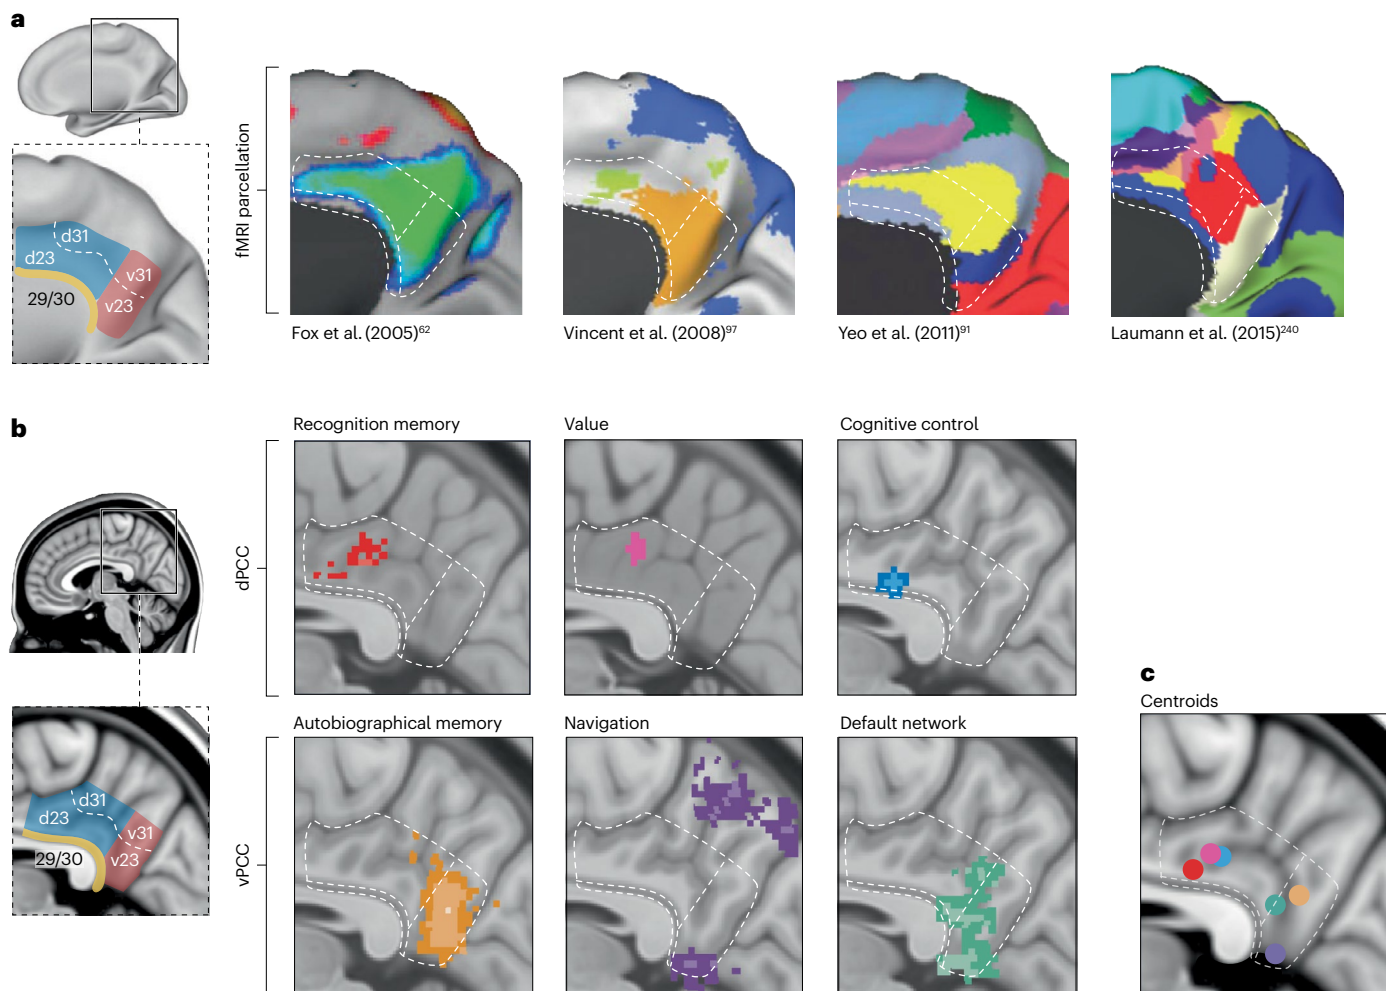 a
d31
d23
v31
29/30
v23
fMRI parcellation
Fox et al. (2005)62
Vincent et al. (2008)97
Yeo et al. (2011)91
Laumann et al. (2015)240
b
Recognition memory
Value
Cognitive control
dPCC
Autobiographical memory
Navigation
Default network
vPCC
d31
d23
v31
29/30
v23
c
Centroids